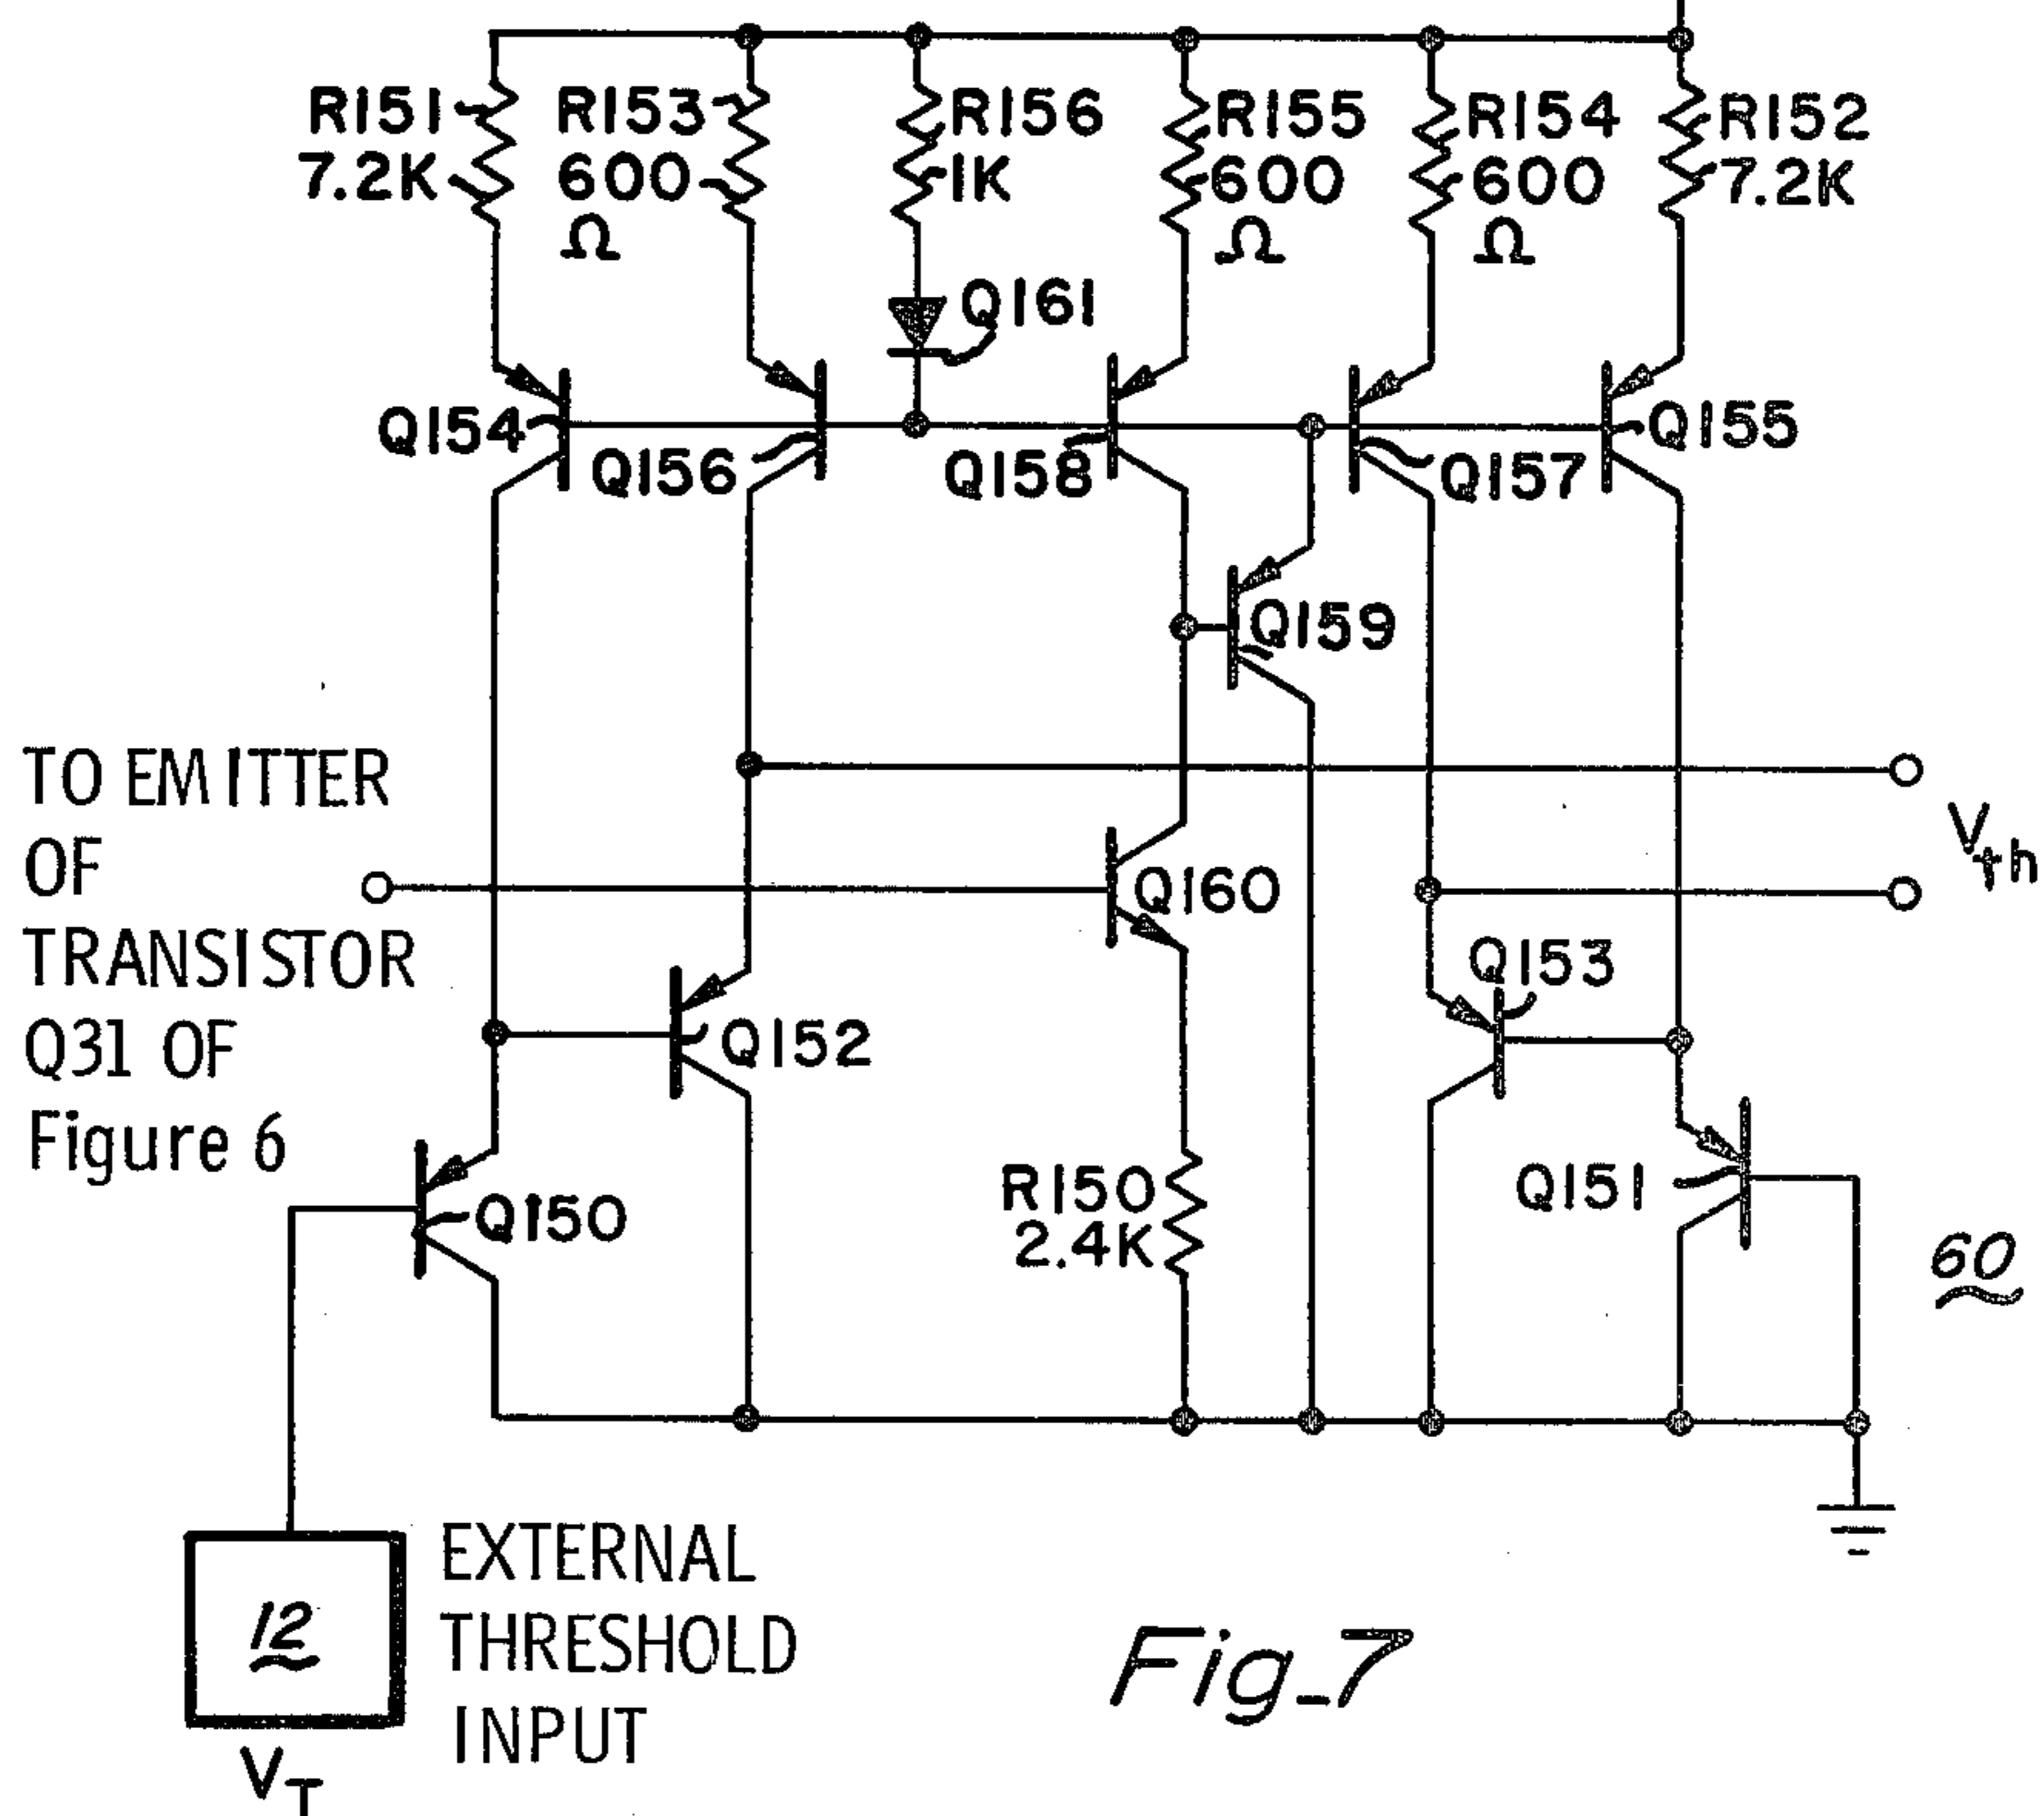 R151
7.2K
R153
600
Ω
R156
1K
R155
600
Ω
R154
600
Ω
R152
7.2K
Q161
Q154
Q156
Q158
Q157
Q155
Q159
TO EMITTER
OF
TRANSISTOR
Q31 OF
Figure 6
Vth
Q160
Q153
Q152
Q150
R150
2.4K
Q151
60
12
EXTERNAL
THRESHOLD
INPUT
VT
Fig_7